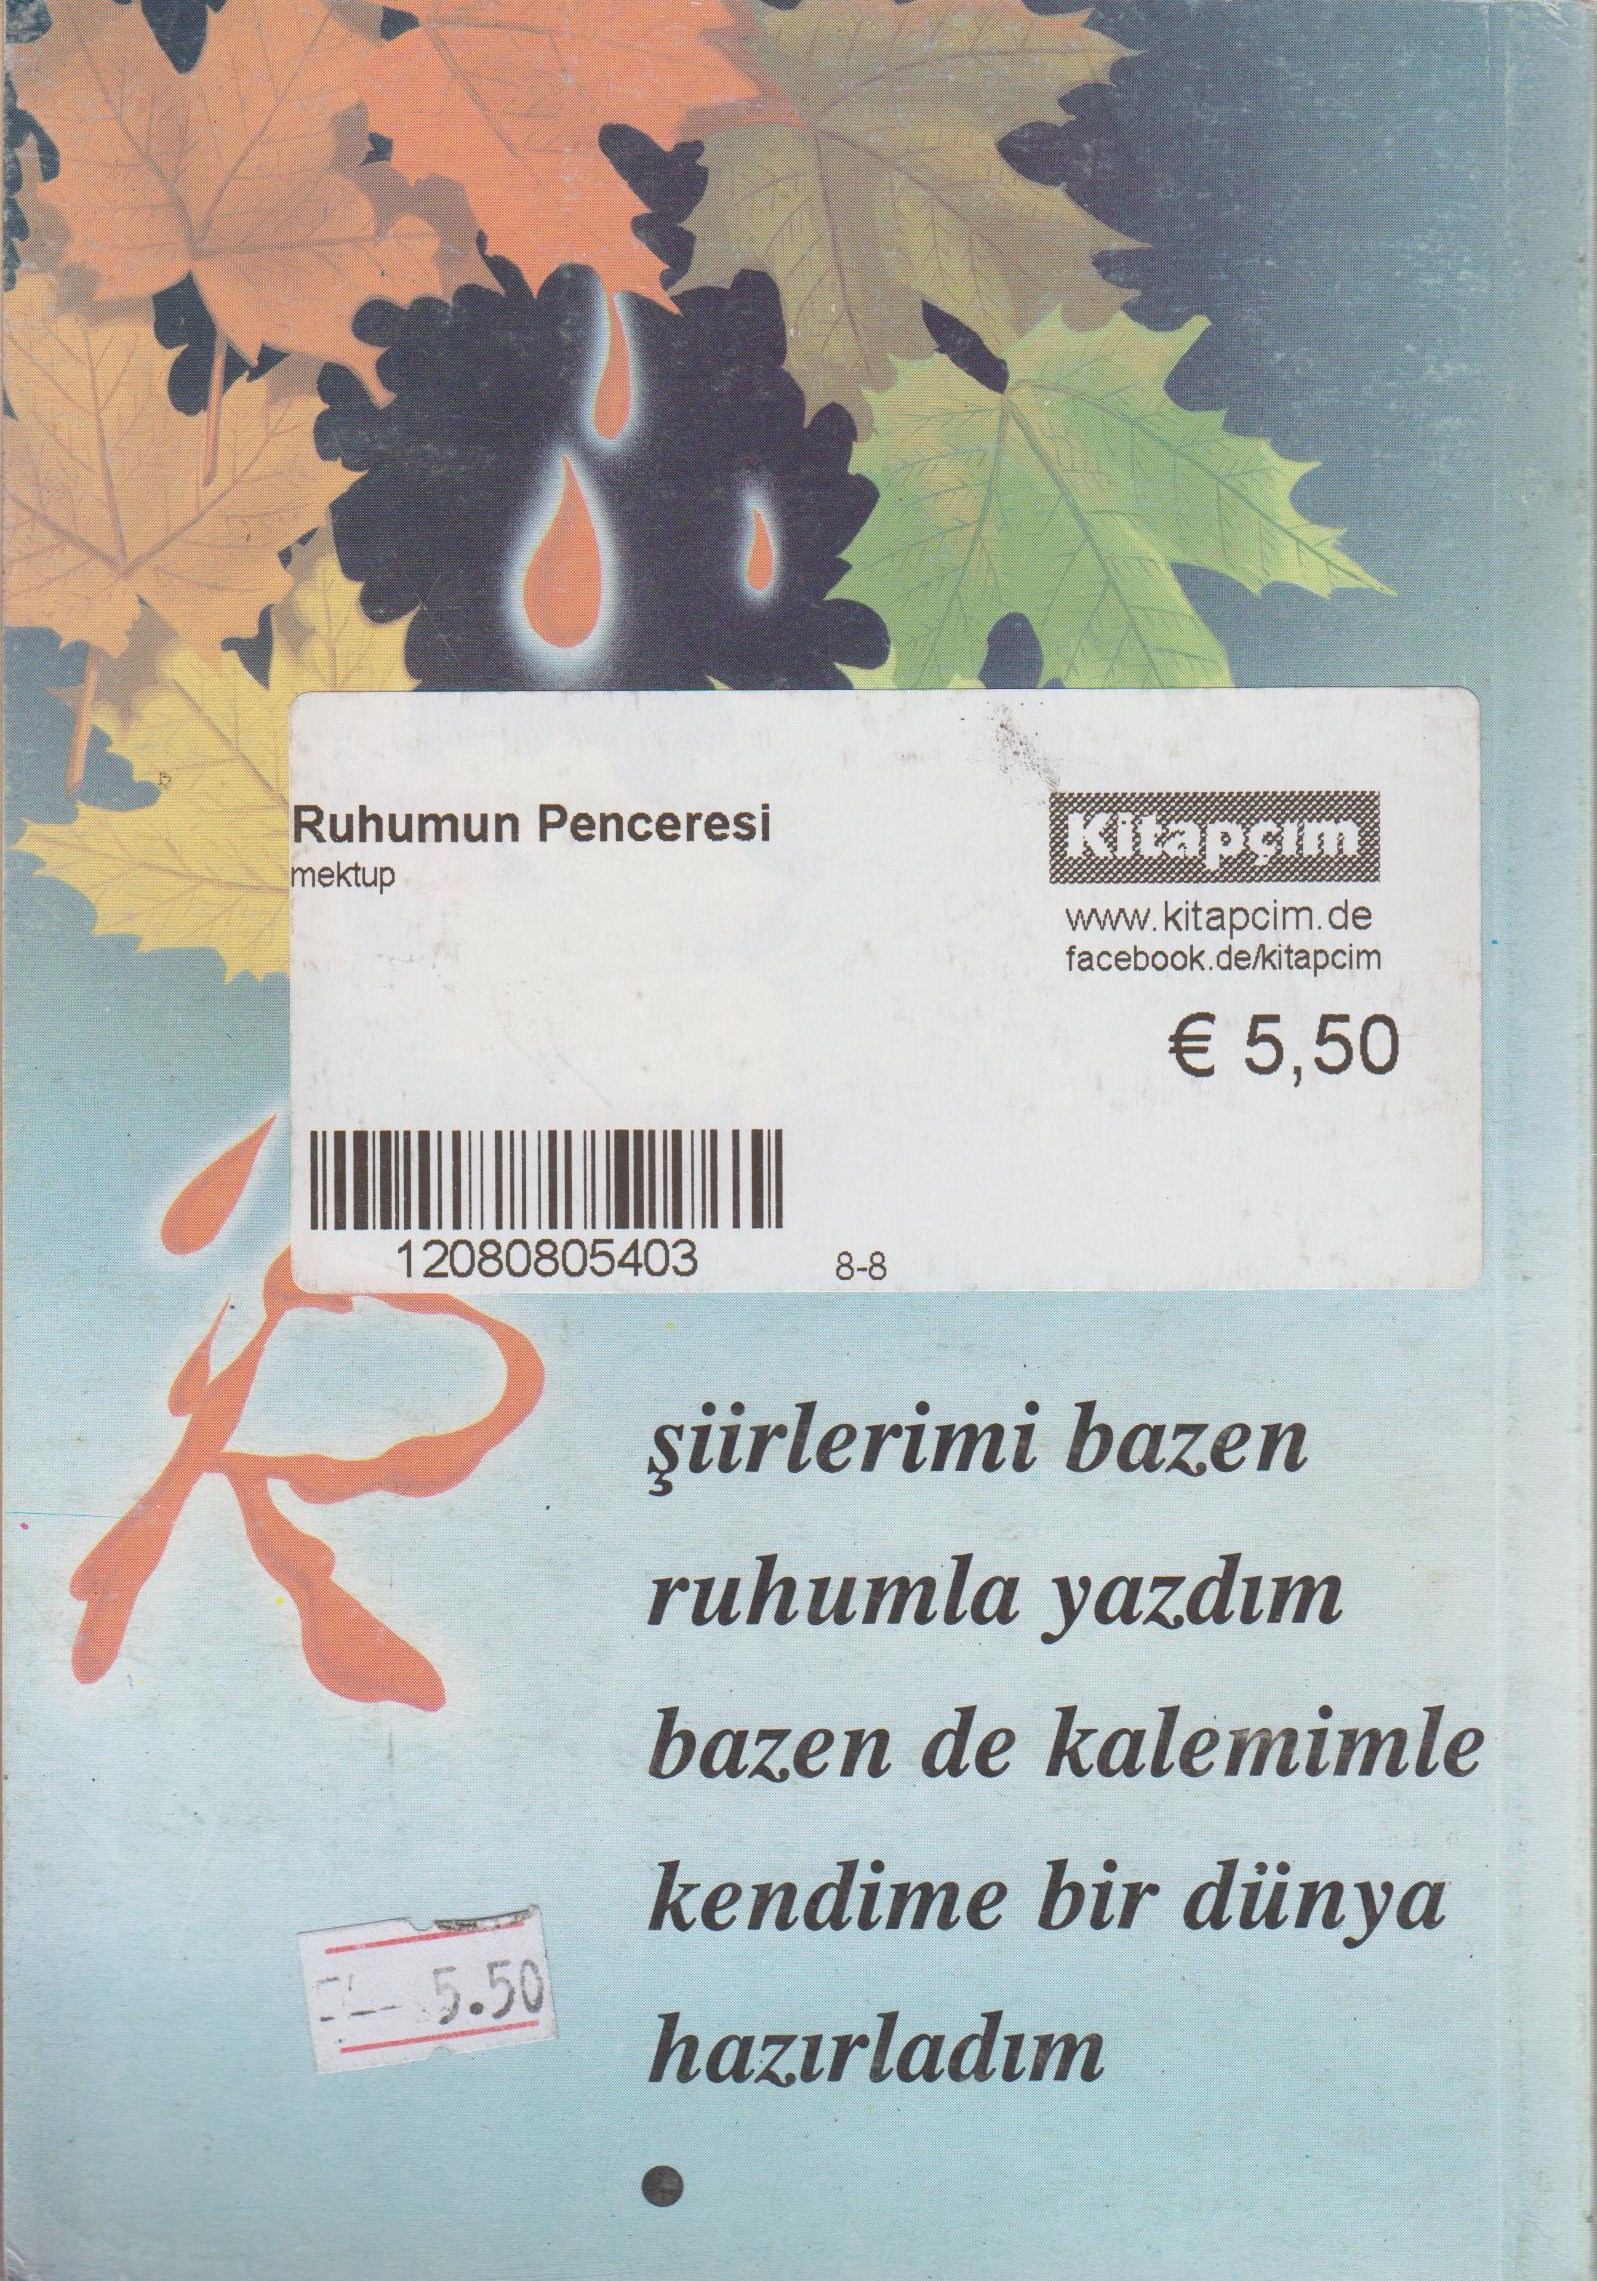 Ruhumun Penceresi
mektup
Kitapçım
www.kitapcim.de
facebook.de/kitapcim
€ 5,50
12080805403
8-8
R
şiirlerimi bazen
ruhumla yazdım
bazen de kalemimle
kendime bir dünya
hazırladım
5.50